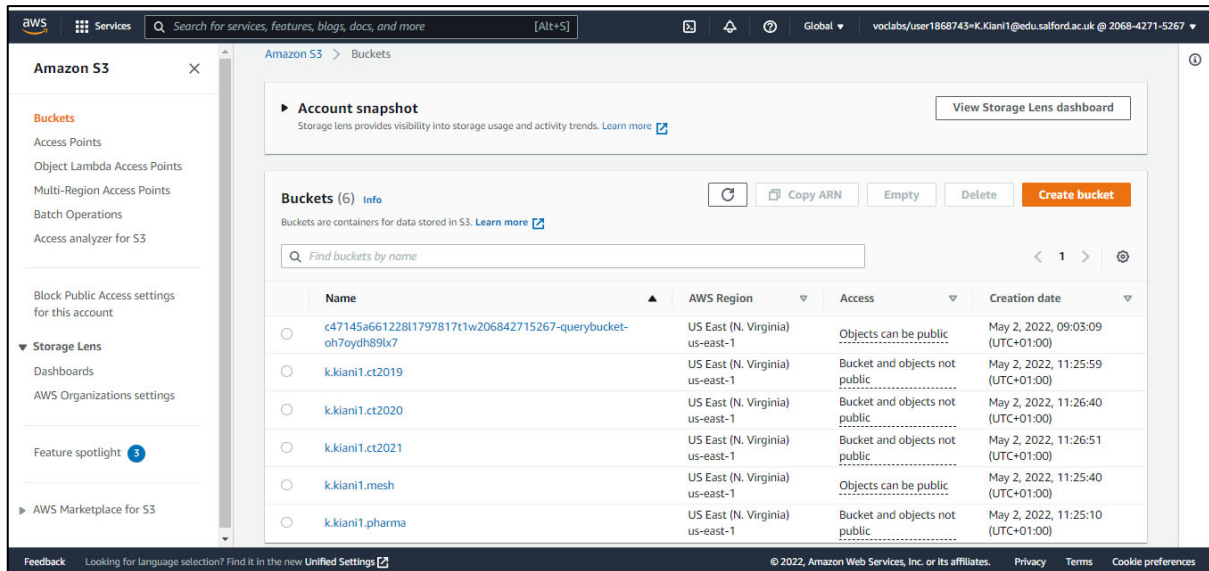 aws
Services
Search for services, features, blogs, docs, and more
[Alt+S]
Global
voclabs/user1868743=K.Kiani1@edu.salford.ac.uk @ 2068-4271-5267
Amazon S3
Buckets
Access Points
Object Lambda Access Points
Multi-Region Access Points
Batch Operations
Access analyzer for S3
Block Public Access settings
for this account
Storage Lens
Dashboards
AWS Organizations settings
Feature spotlight 3
AWS Marketplace for S3
Amazon S3 > Buckets
Account snapshot
Storage lens provides visibility into storage usage and activity trends. Learn more
View Storage Lens dashboard
Buckets (6) Info
Buckets are containers for data stored in S3. Learn more
Copy ARN
Empty
Delete
Create bucket
Find buckets by name
< 1 >
Name AWS Region Access Creation date
c47145a661228l1797817t1w206842715267-querybucket- US East (N. Virginia) Objects can be public May 2, 2022, 09:03:09
oh7oydh89lx7 us-east-1 (UTC+01:00)
k.kiani1.ct2019 US East (N. Virginia) Bucket and objects not May 2, 2022, 11:25:59
us-east-1 public (UTC+01:00)
k.kiani1.ct2020 US East (N. Virginia) Bucket and objects not May 2, 2022, 11:26:40
us-east-1 public (UTC+01:00)
k.kiani1.ct2021 US East (N. Virginia) Bucket and objects not May 2, 2022, 11:26:51
us-east-1 public (UTC+01:00)
k.kiani1.mesh US East (N. Virginia) Objects can be public May 2, 2022, 11:25:40
us-east-1 (UTC+01:00)
k.kiani1.pharma US East (N. Virginia) Bucket and objects not May 2, 2022, 11:25:10
us-east-1 public (UTC+01:00)
Feedback
Looking for language selection? Find it in the new Unified Settings
© 2022, Amazon Web Services, Inc. or its affiliates.
Privacy
Terms
Cookie preferences